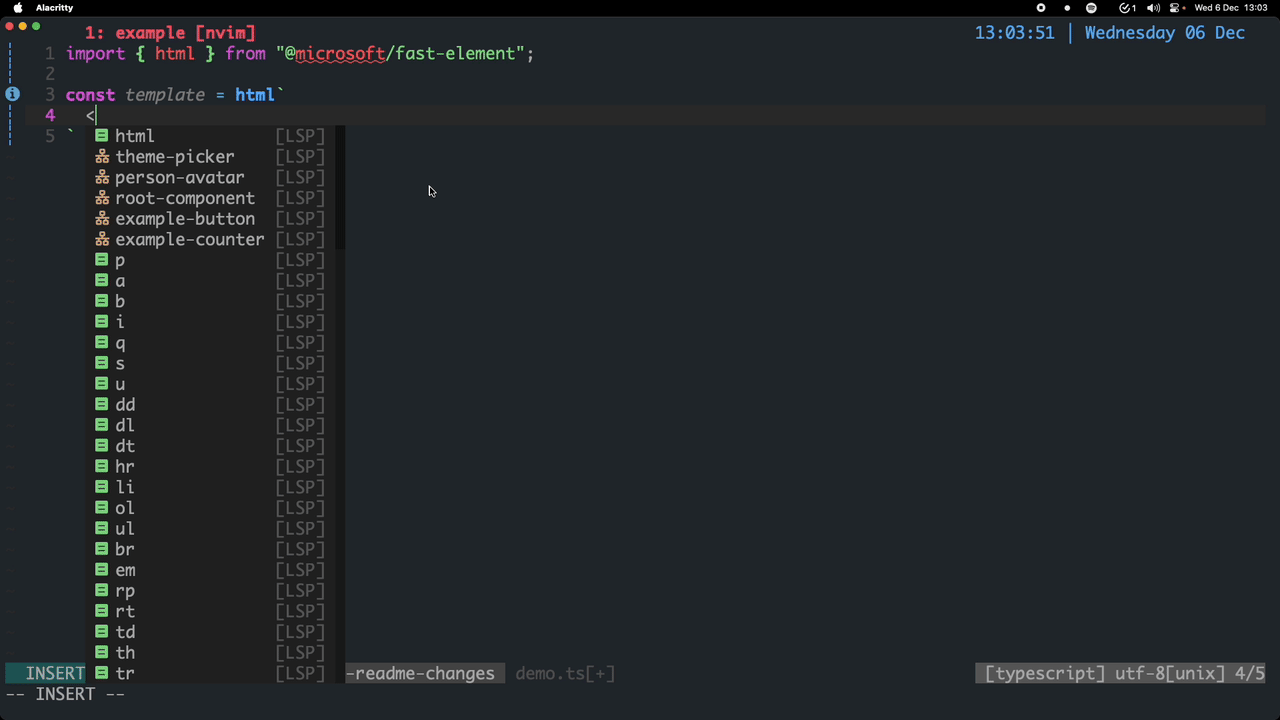 Alacritty 1 Wed 6 Dec 13:03
1: example [nvim] 13:03:51 | Wednesday 06 Dec
1 import { html } from "@microsoft/fast-element";
2
3 const template = html`
4 <
5 `
html [LSP]
theme-picker [LSP]
person-avatar [LSP]
root-component [LSP]
example-button [LSP]
example-counter [LSP]
p [LSP]
a [LSP]
b [LSP]
i [LSP]
q [LSP]
s [LSP]
u [LSP]
dd [LSP]
dl [LSP]
dt [LSP]
hr [LSP]
li [LSP]
ol [LSP]
ul [LSP]
br [LSP]
em [LSP]
rp [LSP]
rt [LSP]
td [LSP]
th [LSP]
tr [LSP]
INSERT -readme-changes demo.ts[+] [typescript] utf-8[unix] 4/5
-- INSERT --